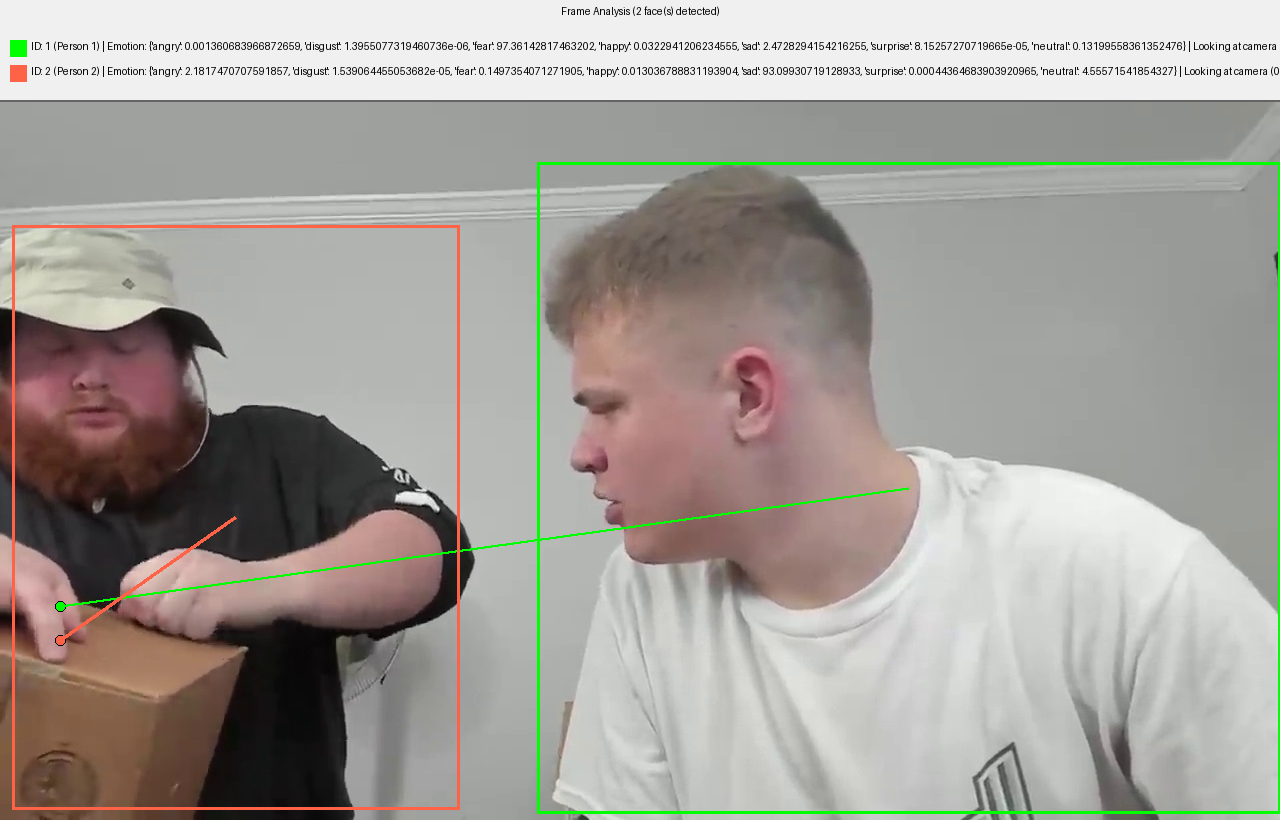 Frame Analysis (2 face(s) detected)
ID: 1 (Person 1) | Emotion: {'angry': 0.001360683966872659, 'disgust': 1.3955077319460736e-06, 'fear': 97.36142817463202, 'happy': 0.0322941206234555, 'sad': 2.4728294154216255, 'surprise': 8.15257270719665e-05, 'neutral': 0.13199558361352476} | Looking at camera
ID: 2 (Person 2) | Emotion: {'angry': 2.1817470707591857, 'disgust': 1.539064455053682e-05, 'fear': 0.1497354071271905, 'happy': 0.013036788831193904, 'sad': 93.09930719128933, 'surprise': 0.00044364683903920965, 'neutral': 4.55571541854327} | Looking at camera (0